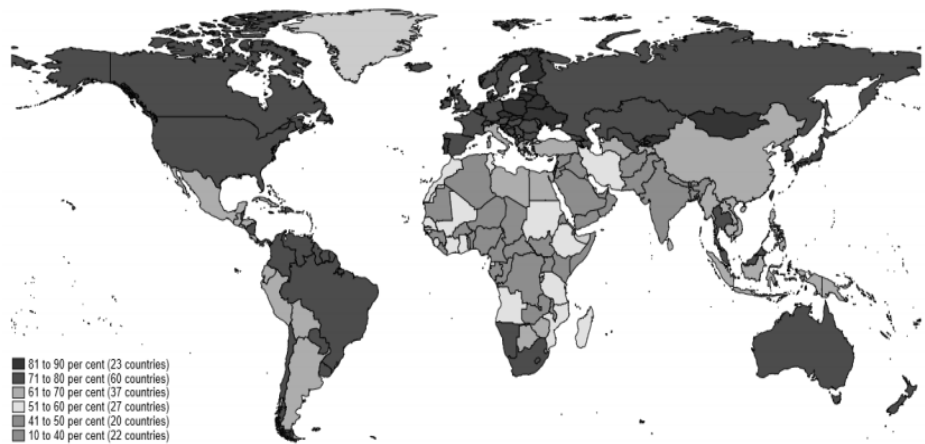 81 to 90 per cent (23 countries)
71 to 80 per cent (60 countries)
61 to 70 per cent (37 countries)
51 to 60 per cent (27 countries)
41 to 50 per cent (20 countries)
10 to 40 per cent (22 countries)